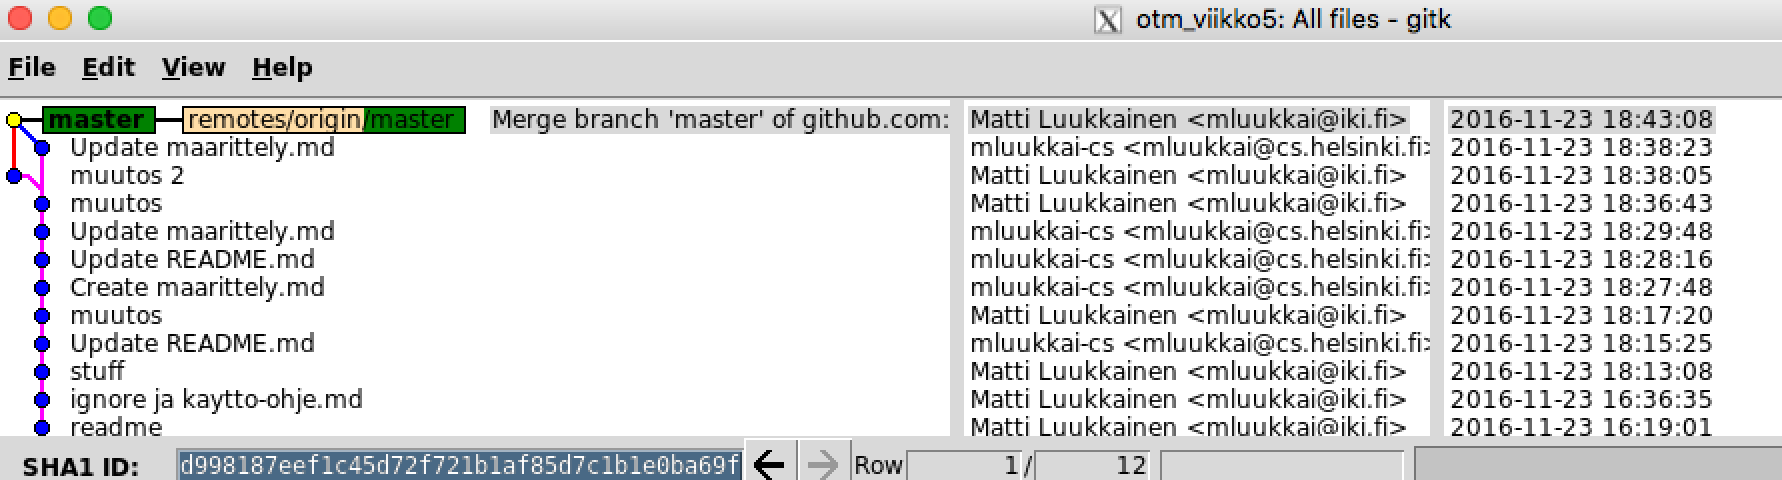 otm_viikko5: All files - gitk
File Edit View Help
master remotes/origin/master Merge branch 'master' of github.com: Matti Luukkainen <mluukkai@iki.fi> 2016-11-23 18:43:08
Update maarittely.md mluukkai-cs <mluukkai@cs.helsinki.fi> 2016-11-23 18:38:23
muutos 2 Matti Luukkainen <mluukkai@iki.fi> 2016-11-23 18:38:05
muutos Matti Luukkainen <mluukkai@iki.fi> 2016-11-23 18:36:43
Update maarittely.md mluukkai-cs <mluukkai@cs.helsinki.fi> 2016-11-23 18:29:48
Update README.md mluukkai-cs <mluukkai@cs.helsinki.fi> 2016-11-23 18:28:16
Create maarittely.md mluukkai-cs <mluukkai@cs.helsinki.fi> 2016-11-23 18:27:48
muutos Matti Luukkainen <mluukkai@iki.fi> 2016-11-23 18:17:20
Update README.md mluukkai-cs <mluukkai@cs.helsinki.fi> 2016-11-23 18:15:25
stuff Matti Luukkainen <mluukkai@iki.fi> 2016-11-23 18:13:08
ignore ja kaytto-ohje.md Matti Luukkainen <mluukkai@iki.fi> 2016-11-23 16:36:35
readme Matti Luukkainen <mluukkai@iki.fi> 2016-11-23 16:19:01
SHA1 ID: d998187eef1c45d72f721b1af85d7c1b1e0ba69f Row 1/ 12